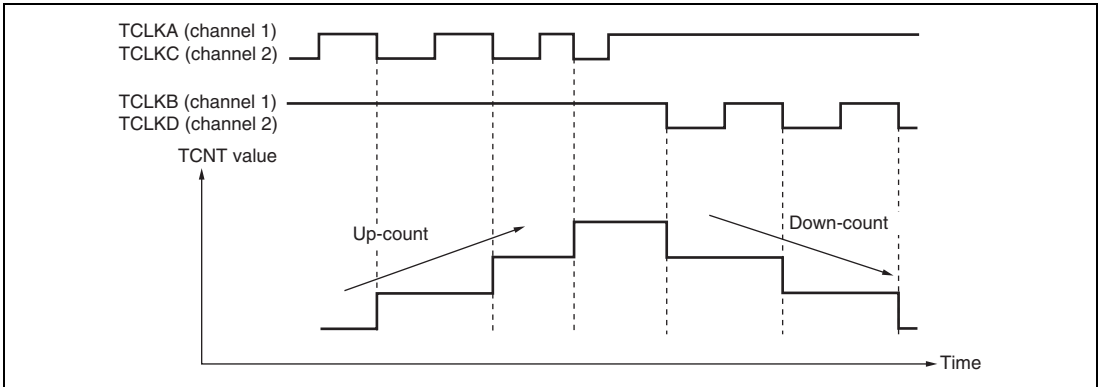 TCLKA (channel 1)
TCLKC (channel 2)
TCLKB (channel 1)
TCLKD (channel 2)
TCNT value
Up-count
Down-count
Time